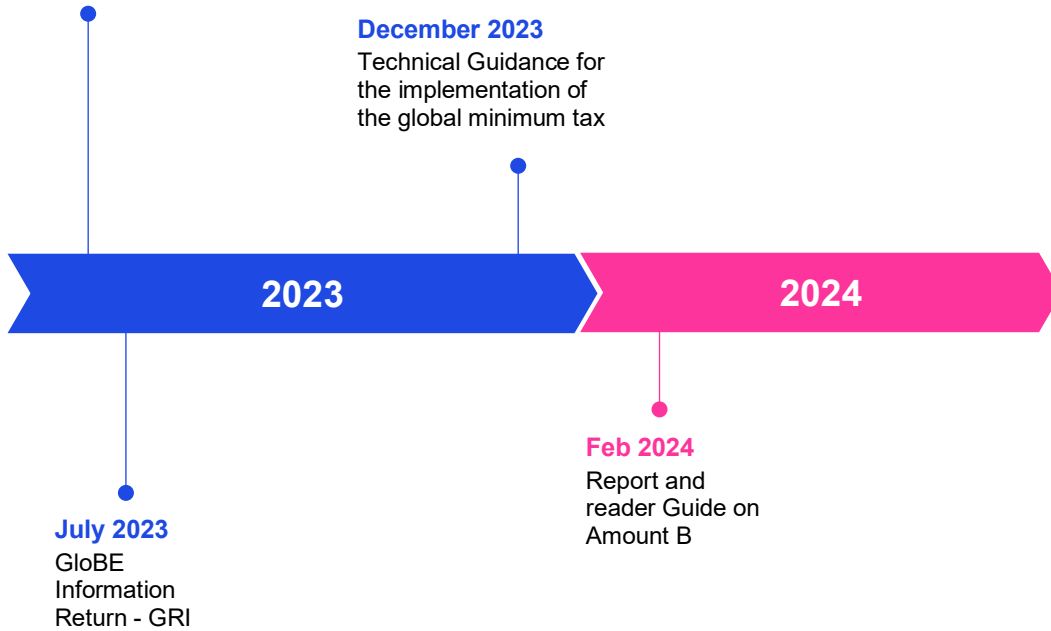 December 2023
Technical Guidance for
the implementation of
the global minimum tax
2023
2024
Feb 2024
Report and
reader Guide on
Amount B
July 2023
GloBE
Information
Return - GRI